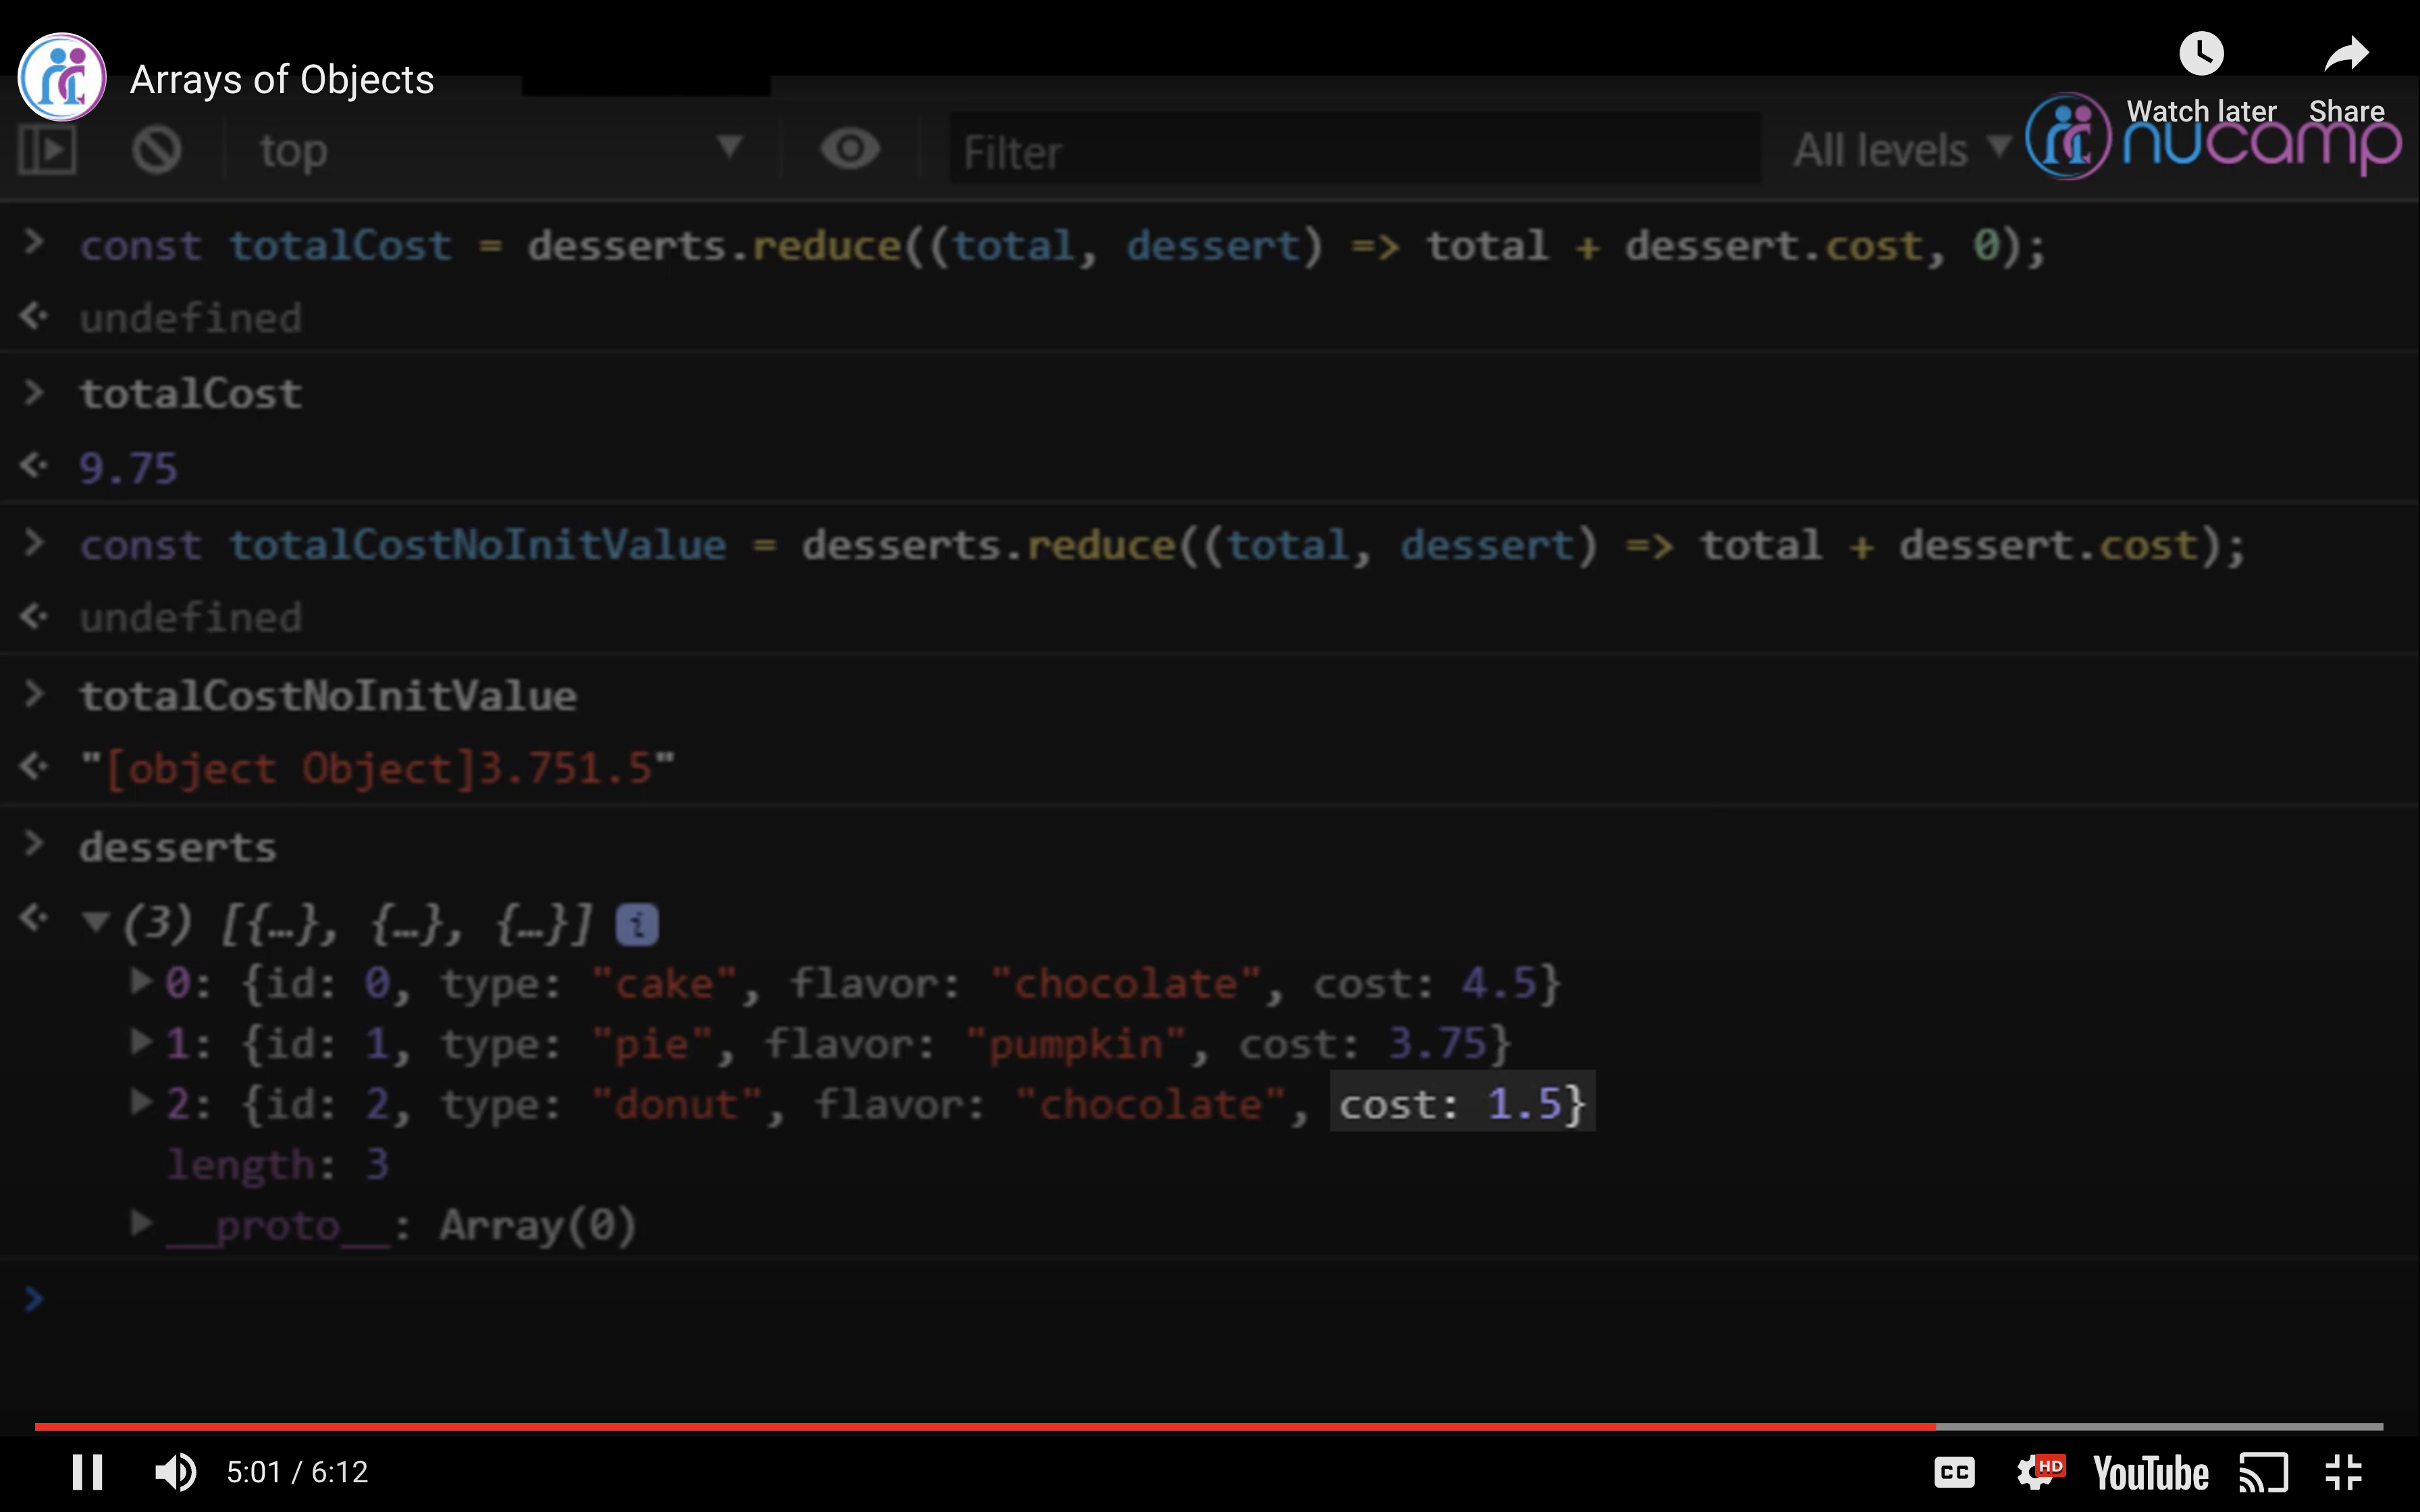 Arrays of Objects
Watch later Share
top Filter All levels nucamp
> const totalCost = desserts.reduce((total, dessert) => total + dessert.cost, 0);
undefined
> totalCost
9.75
> const totalCostNoInitValue = desserts.reduce((total, dessert) => total + dessert.cost);
undefined
> totalCostNoInitValue
"[object Object]3.751.5"
> desserts
▼(3) [{…}, {…}, {…}] i
▶0: {id: 0, type: "cake", flavor: "chocolate", cost: 4.5}
▶1: {id: 1, type: "pie", flavor: "pumpkin", cost: 3.75}
▶2: {id: 2, type: "donut", flavor: "chocolate", cost: 1.5}
length: 3
▶__proto__: Array(0)
>
5:01 / 6:12 CC HD YouTube